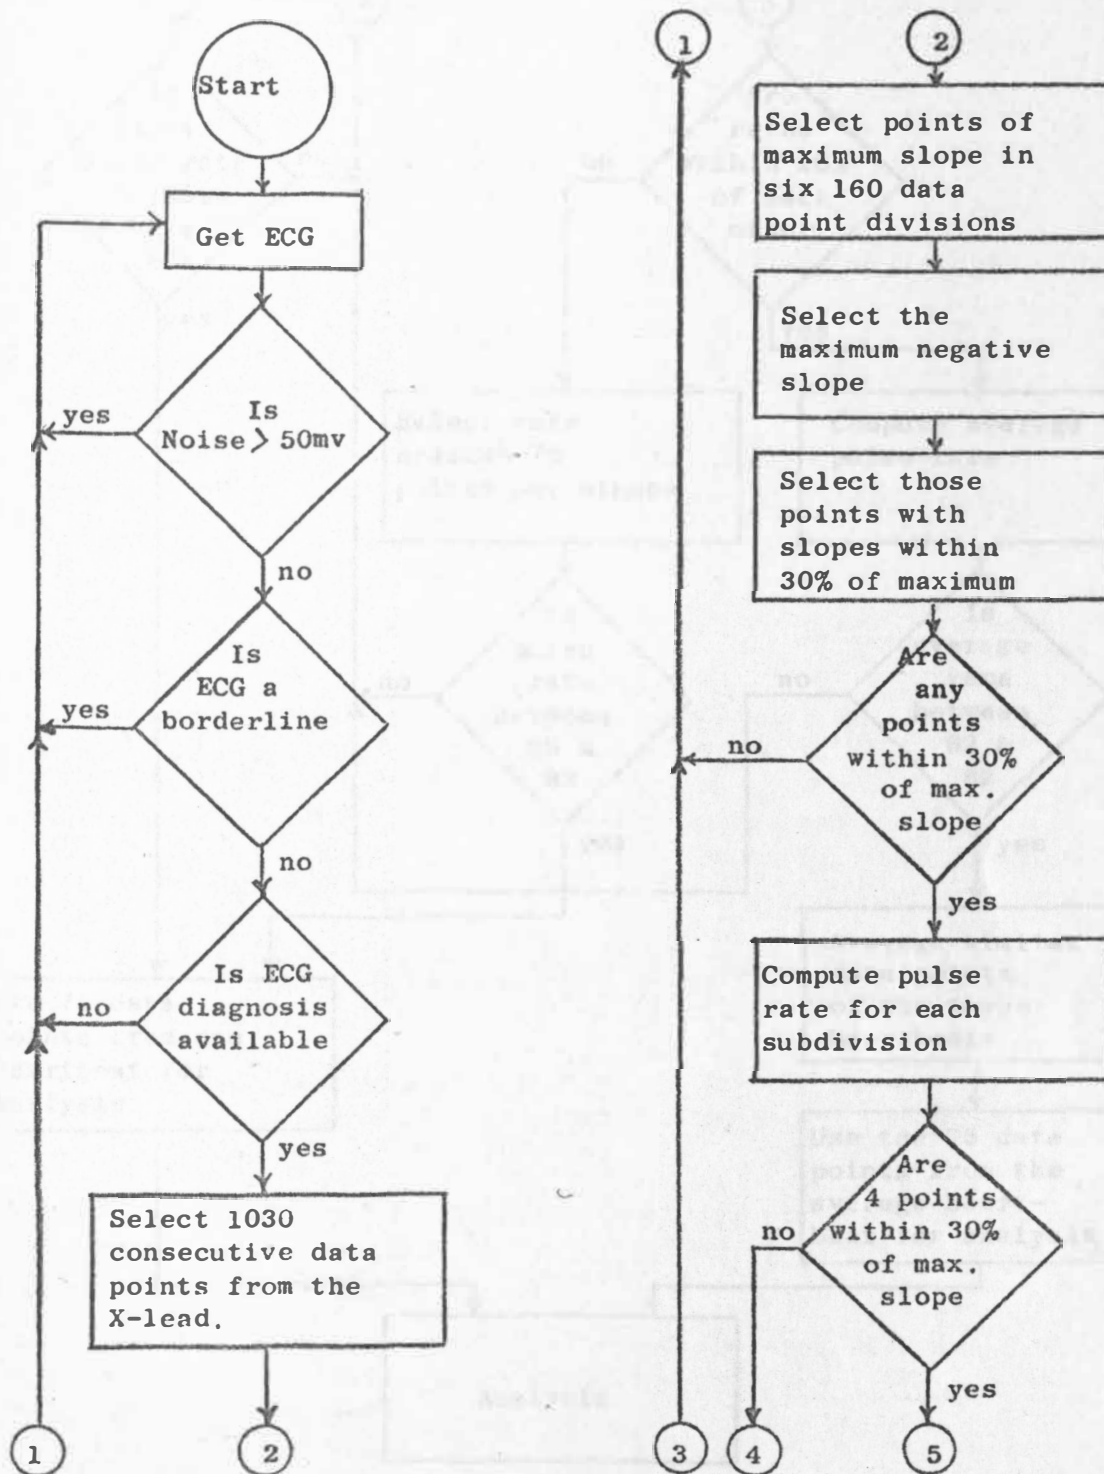 Start
Get ECG
Is
Noise > 50mv
yes
no
Is
ECG a
borderline
yes
no
Is ECG
diagnosis
available
no
yes
Select 1030
consecutive data
points from the
X-lead.
1
2
1
2
Select points of
maximum slope in
six 160 data
point divisions
Select the
maximum negative
slope
Select those
points with
slopes within
30% of maximum
Are
any
points
within 30%
of max.
slope
no
yes
Compute pulse
rate for each
subdivision
Are
4 points
within 30%
of max.
slope
no
yes
3
4
5